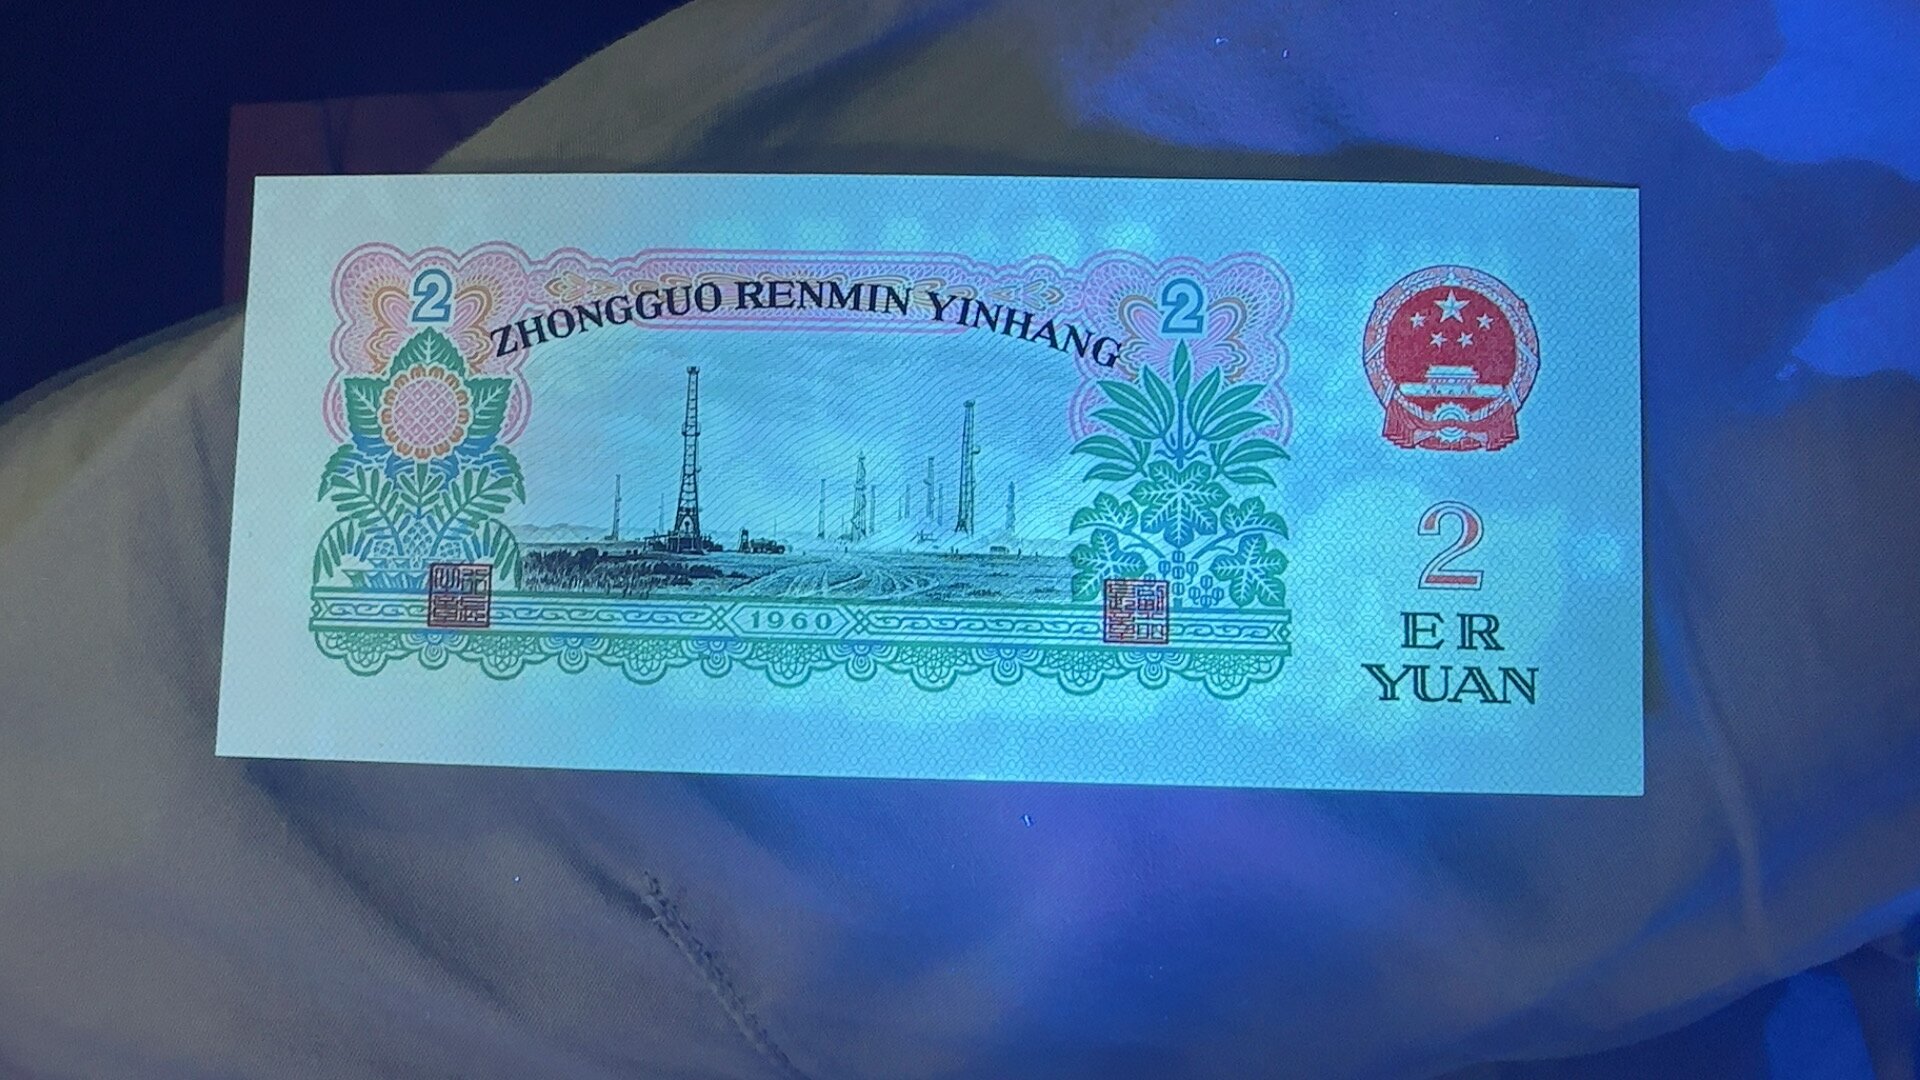 2
2
ZHONGGUO RENMIN YINHANG
2
ER
YUAN
1960